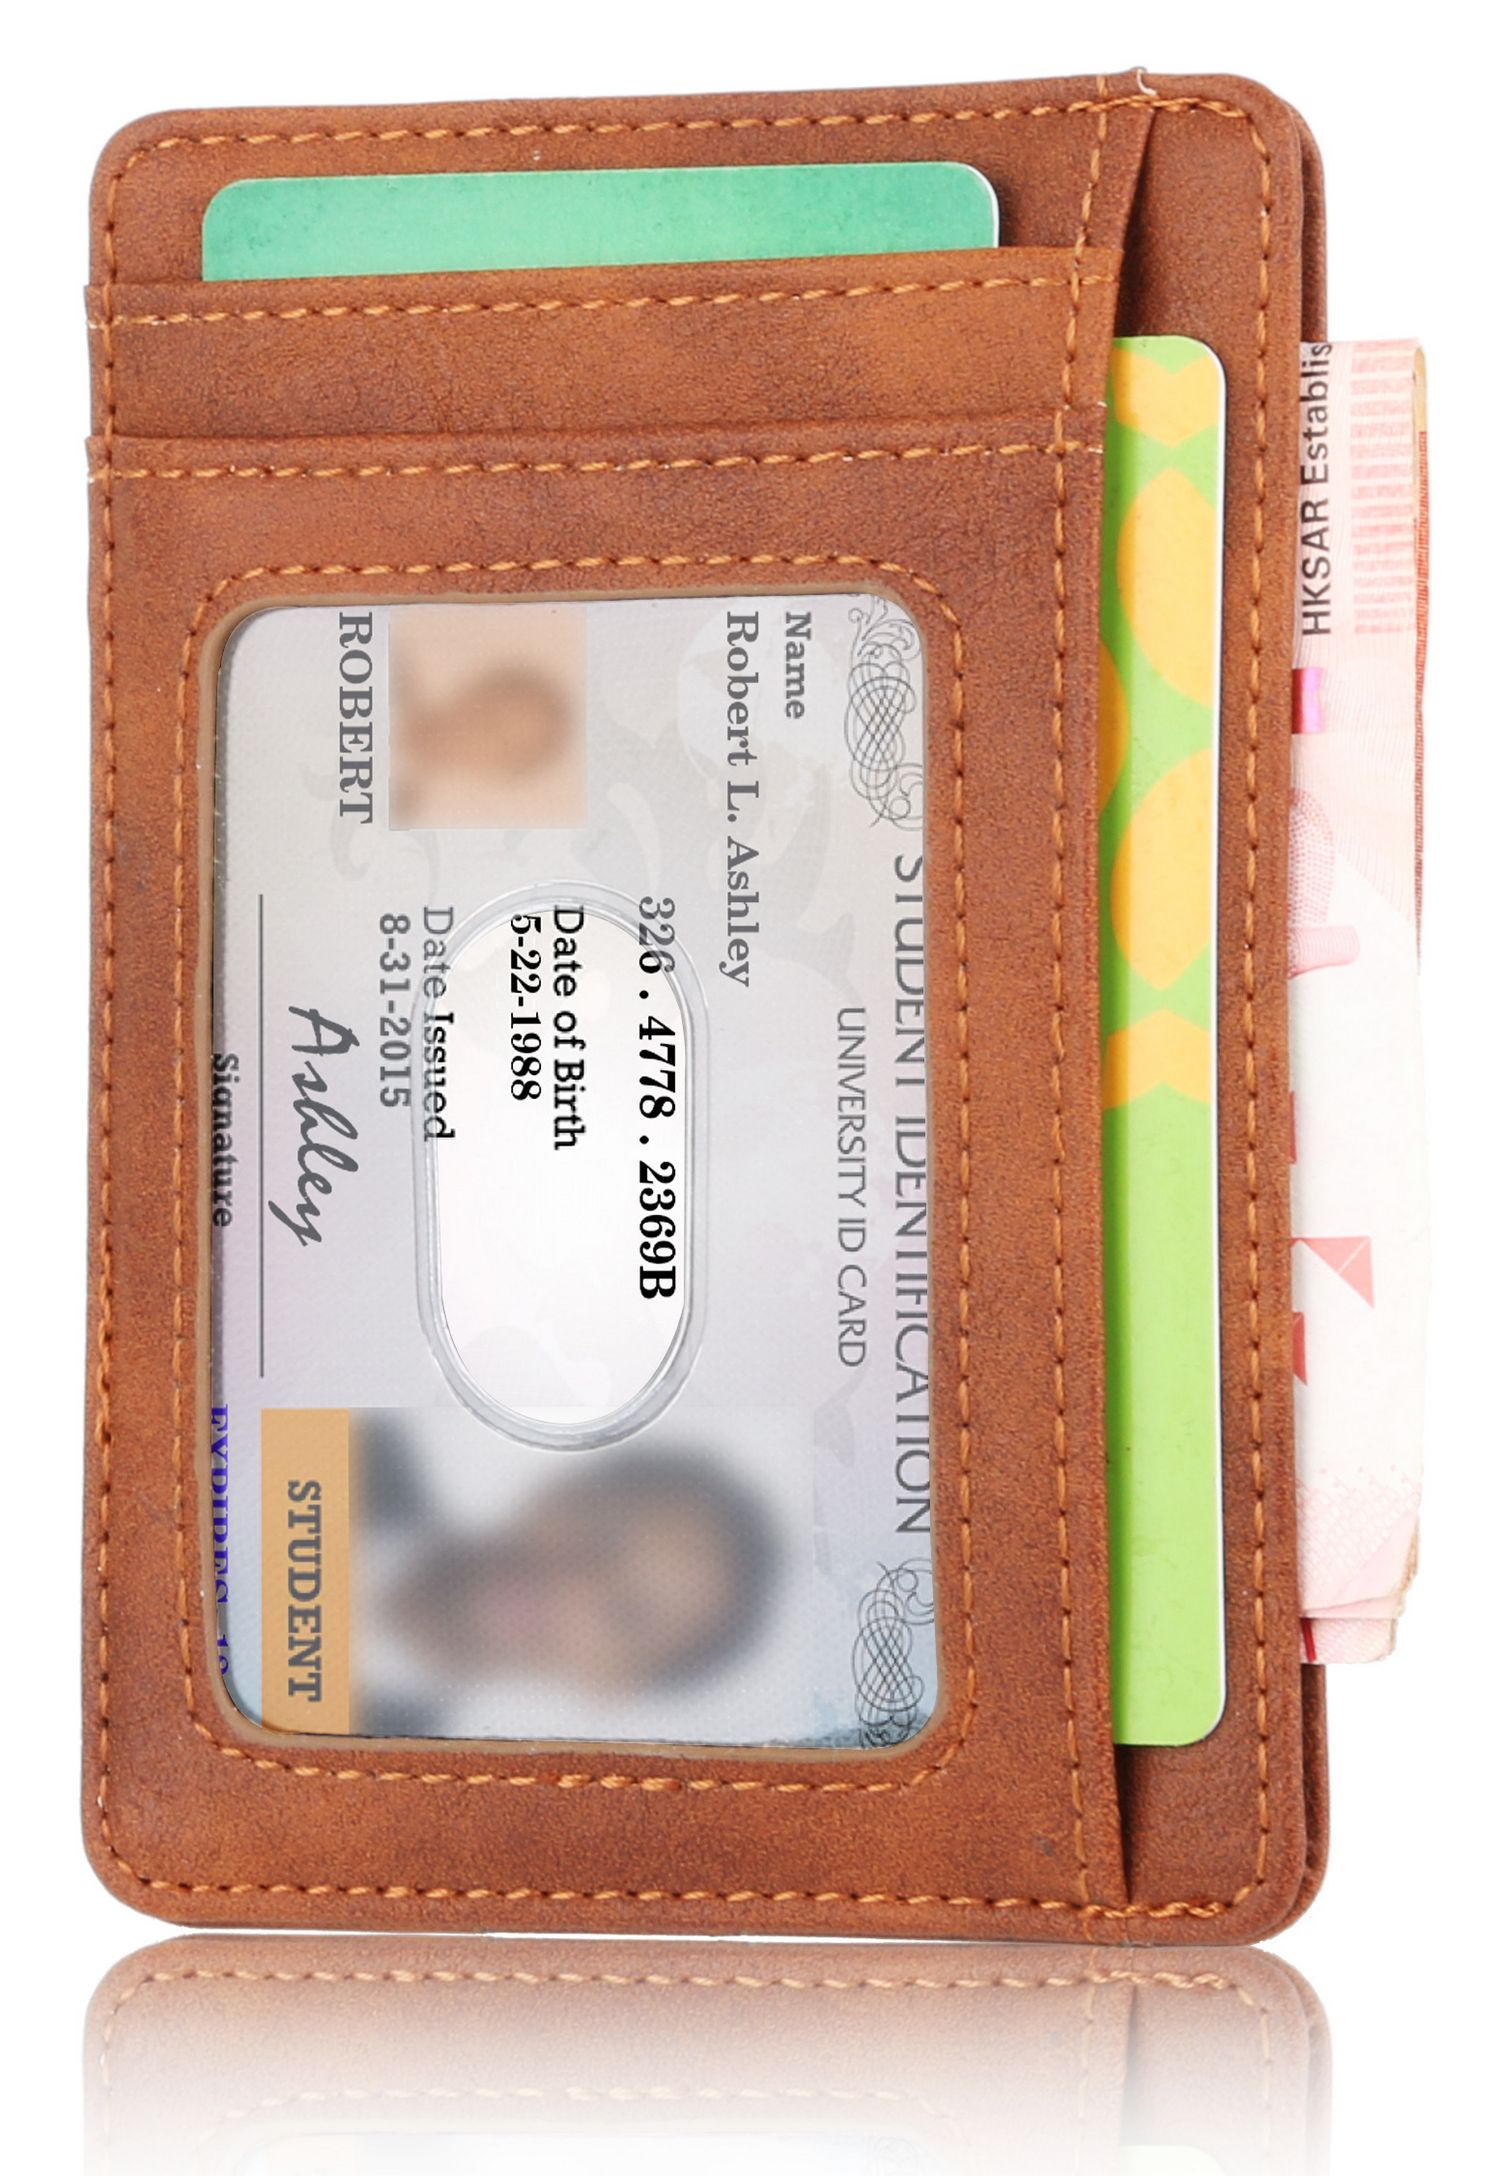 STUDENT IDENTIFICATION
UNIVERSITY ID CARD
Name
Robert L. Ashley
326 . 4778 . 2369B
Date of Birth
5-22-1988
Date Issued
8-31-2015
ROBERT
Ashley
Signature
STUDENT
EXPIRES
HKSAR Establis